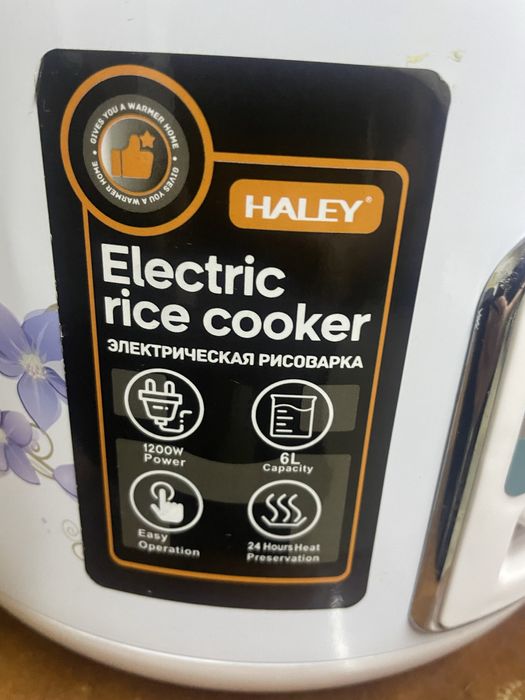 GIVES YOU A WARMER HOME
GIVES YOU A WARMER HOME
HALEY®
Electric
rice cooker
ЭЛЕКТРИЧЕСКАЯ РИСОВАРКА
1200W
Power
6L
Capacity
Easy
Operation
24 Hours Heat
Preservation